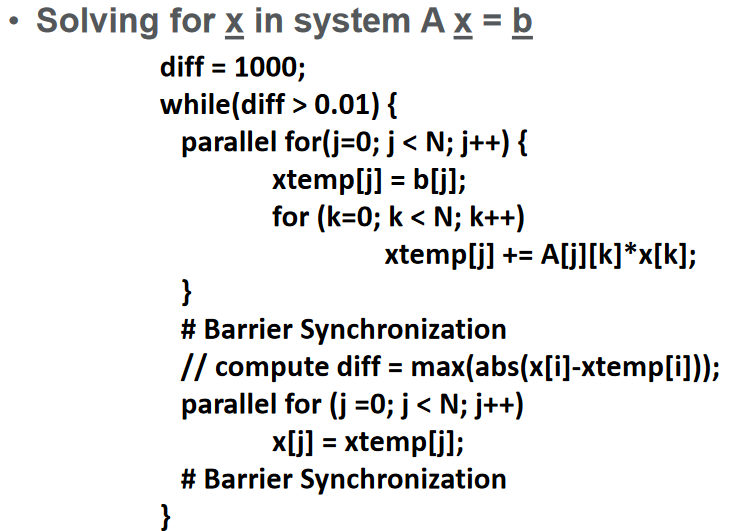 • Solving for x in system A x = b
diff = 1000;
while(diff > 0.01) {
parallel for(j=0; j < N; j++) {
xtemp[j] = b[j];
for (k=0; k < N; k++)
xtemp[j] += A[j][k]*x[k];
}
# Barrier Synchronization
// compute diff = max(abs(x[i]-xtemp[i]));
parallel for (j =0; j < N; j++)
x[j] = xtemp[j];
# Barrier Synchronization
}